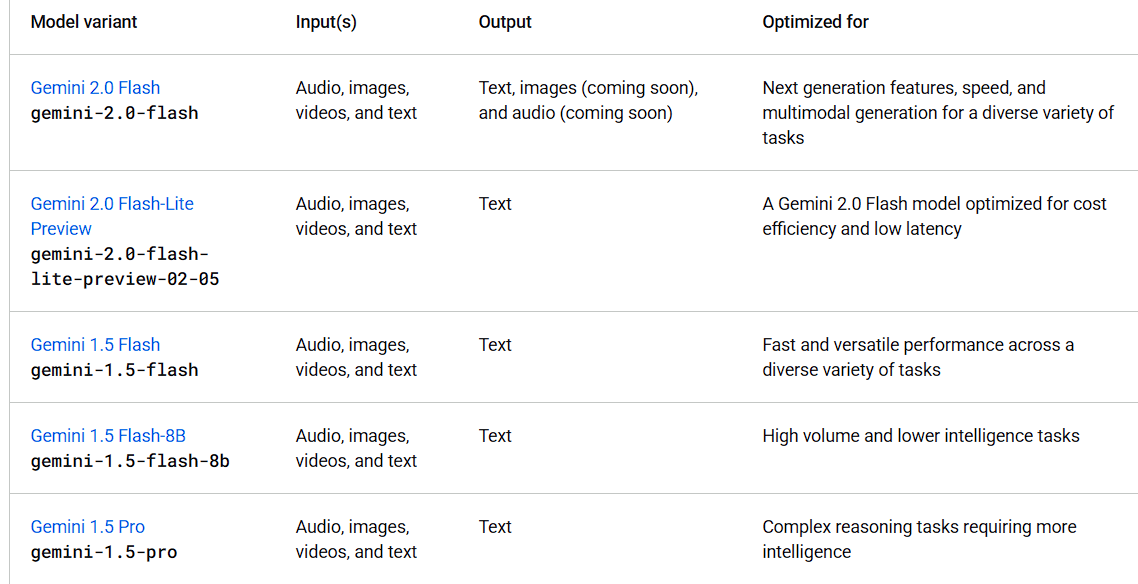 Model variant Input(s) Output Optimized for
Gemini 2.0 Flash Audio, images, Text, images (coming soon), Next generation features, speed, and
gemini-2.0-flash videos, and text and audio (coming soon) multimodal generation for a diverse variety of
tasks
Gemini 2.0 Flash-Lite Audio, images, Text A Gemini 2.0 Flash model optimized for cost
Preview videos, and text efficiency and low latency
gemini-2.0-flash-
lite-preview-02-05
Gemini 1.5 Flash Audio, images, Text Fast and versatile performance across a
gemini-1.5-flash videos, and text diverse variety of tasks
Gemini 1.5 Flash-8B Audio, images, Text High volume and lower intelligence tasks
gemini-1.5-flash-8b videos, and text
Gemini 1.5 Pro Audio, images, Text Complex reasoning tasks requiring more
gemini-1.5-pro videos, and text intelligence